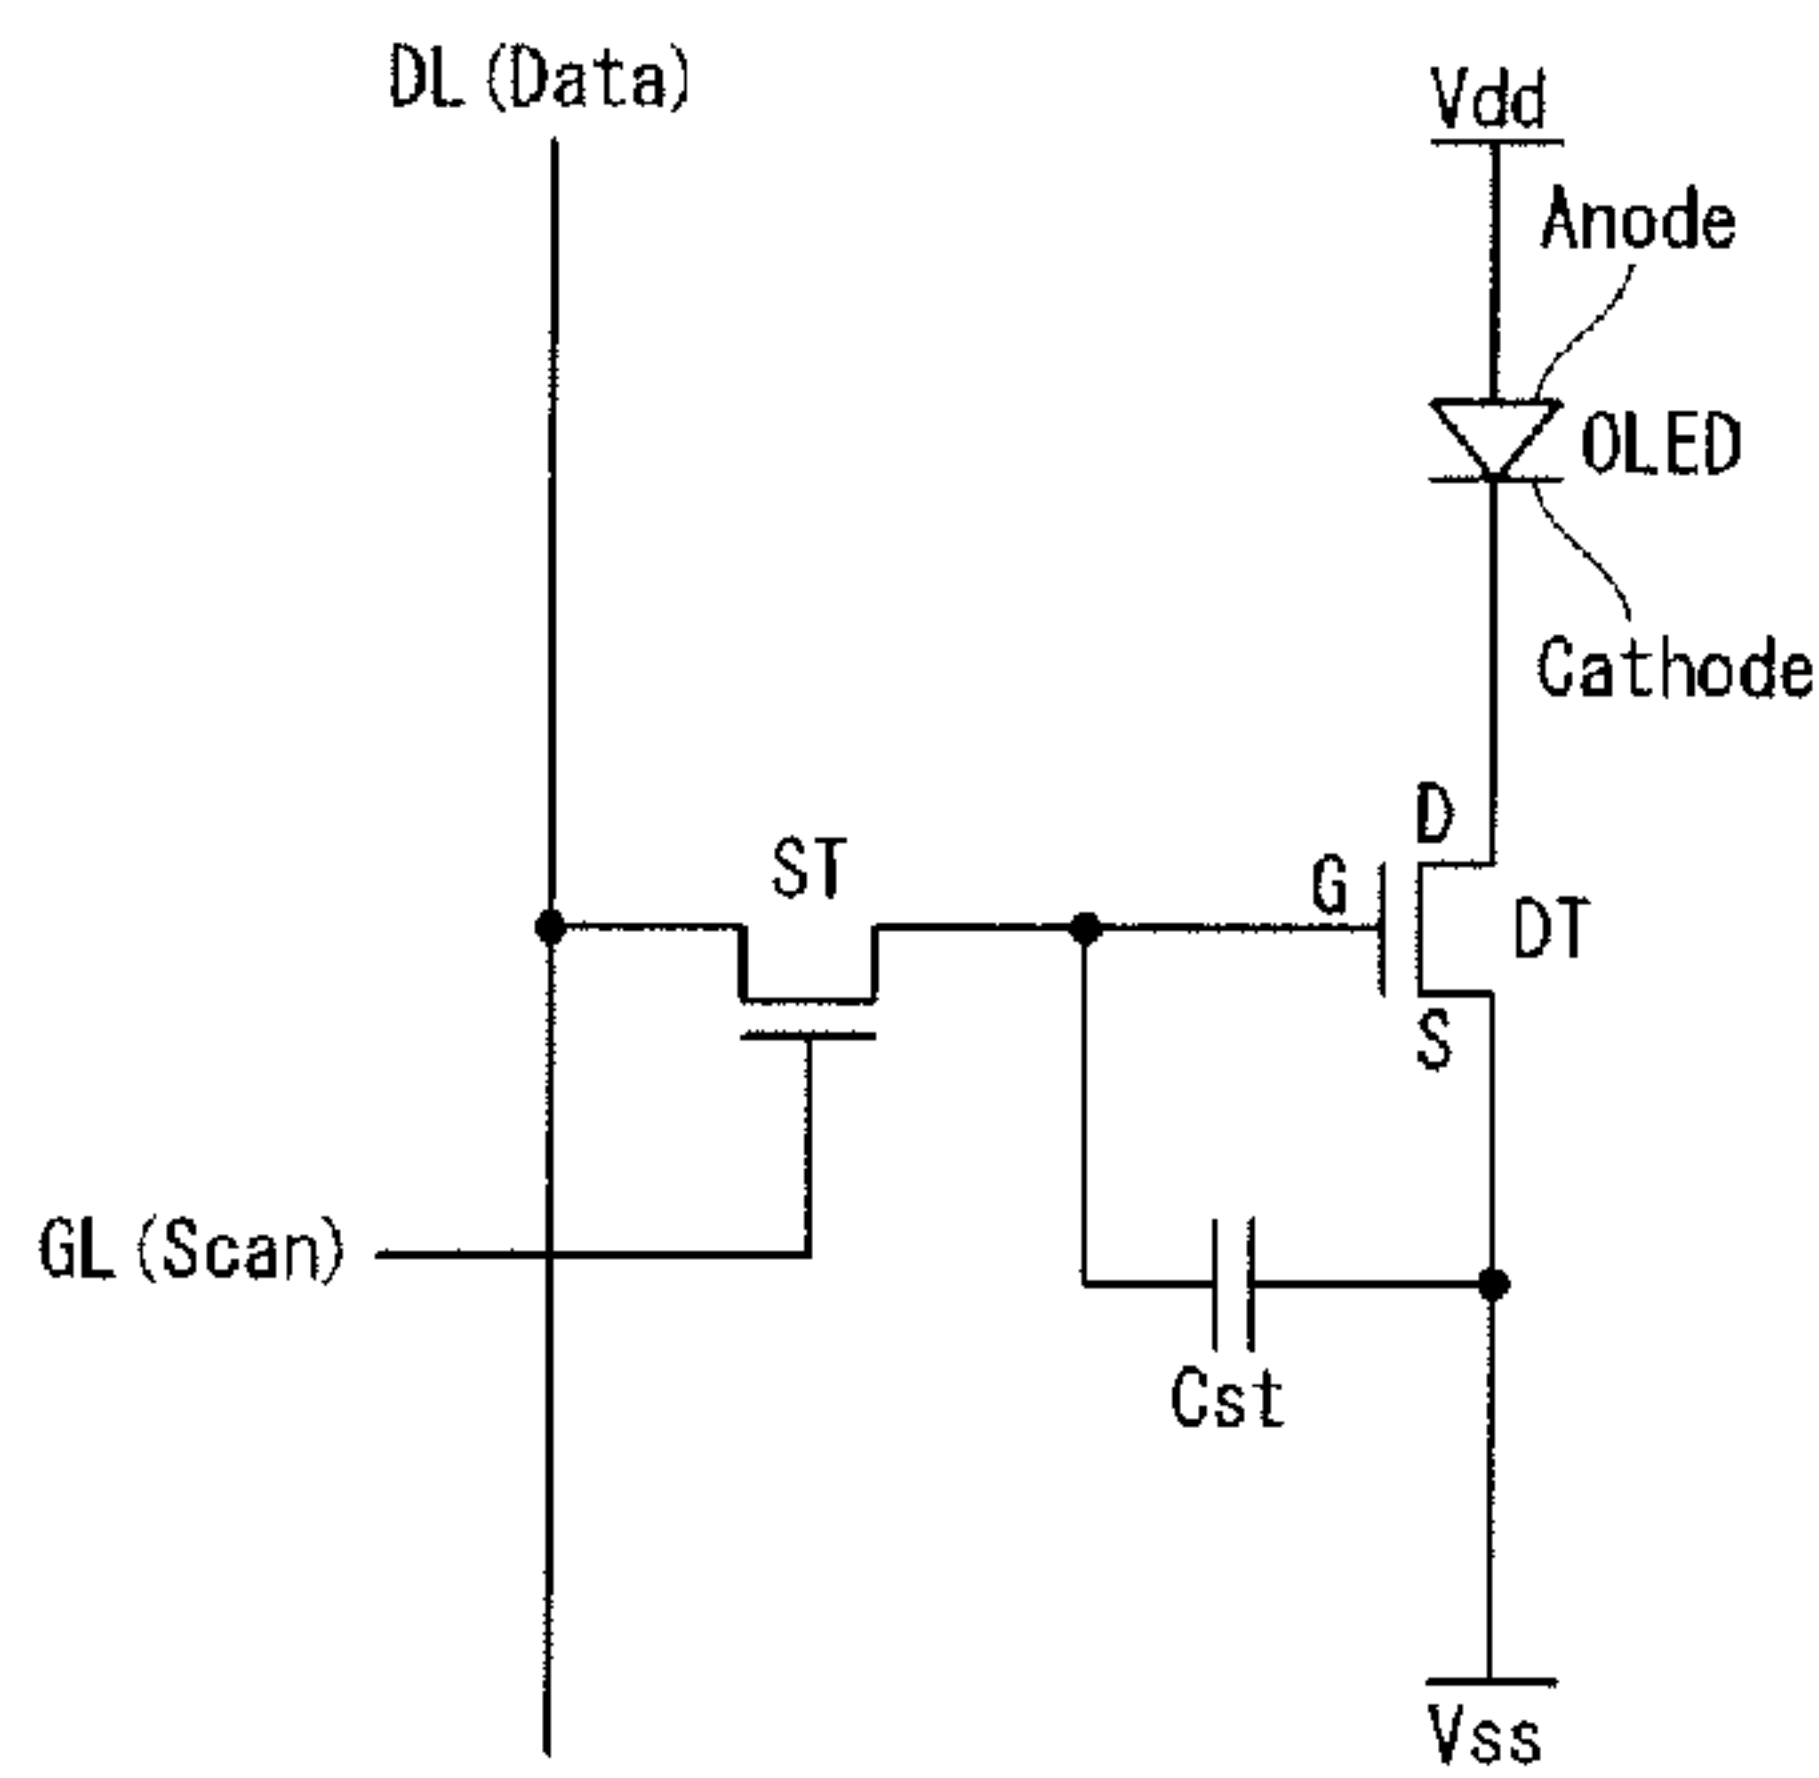 DL(Data)
Vdd
Anode
OLED
Cathode
D
ST
G
DT
S
GL(Scan)
Cst
Vss